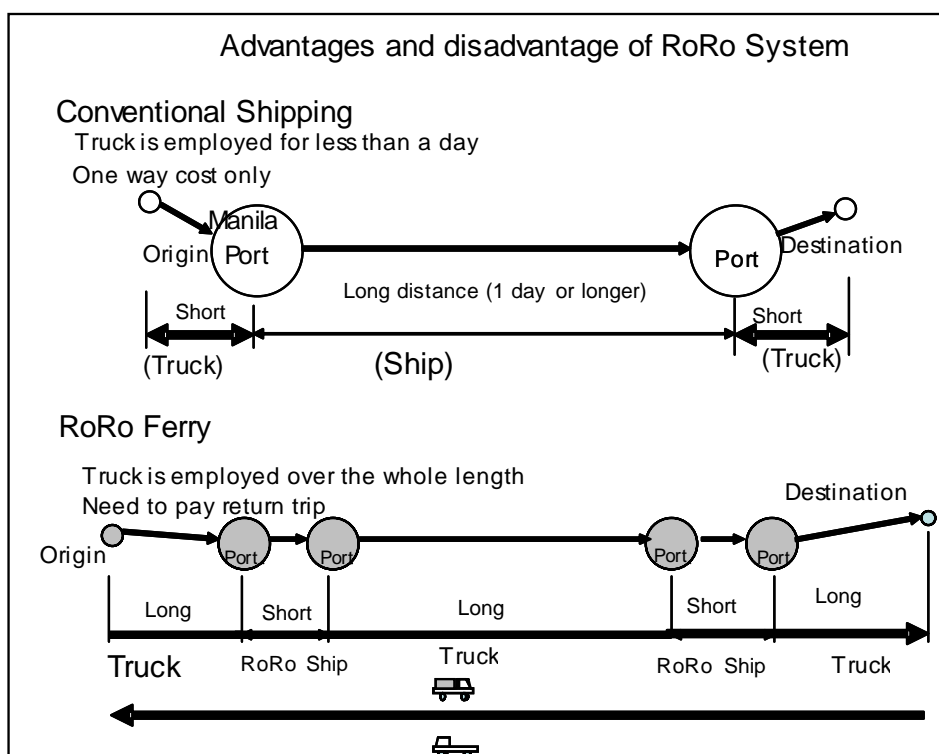 Advantages and disadvantage of RoRo System
Conventional Shipping
Truck is employed for less than a day
One way cost only
Manila
Origin
Port
Port
Destination
Long distance (1 day or longer)
Short
Short
(Truck)
(Ship)
(Truck)
RoRo Ferry
Truck is employed over the whole length
Need to pay return trip
Destination
Origin
Port
Port
Port
Port
Long
Short
Long
Short
Long
Truck
RoRo Ship
Truck
RoRo Ship
Truck